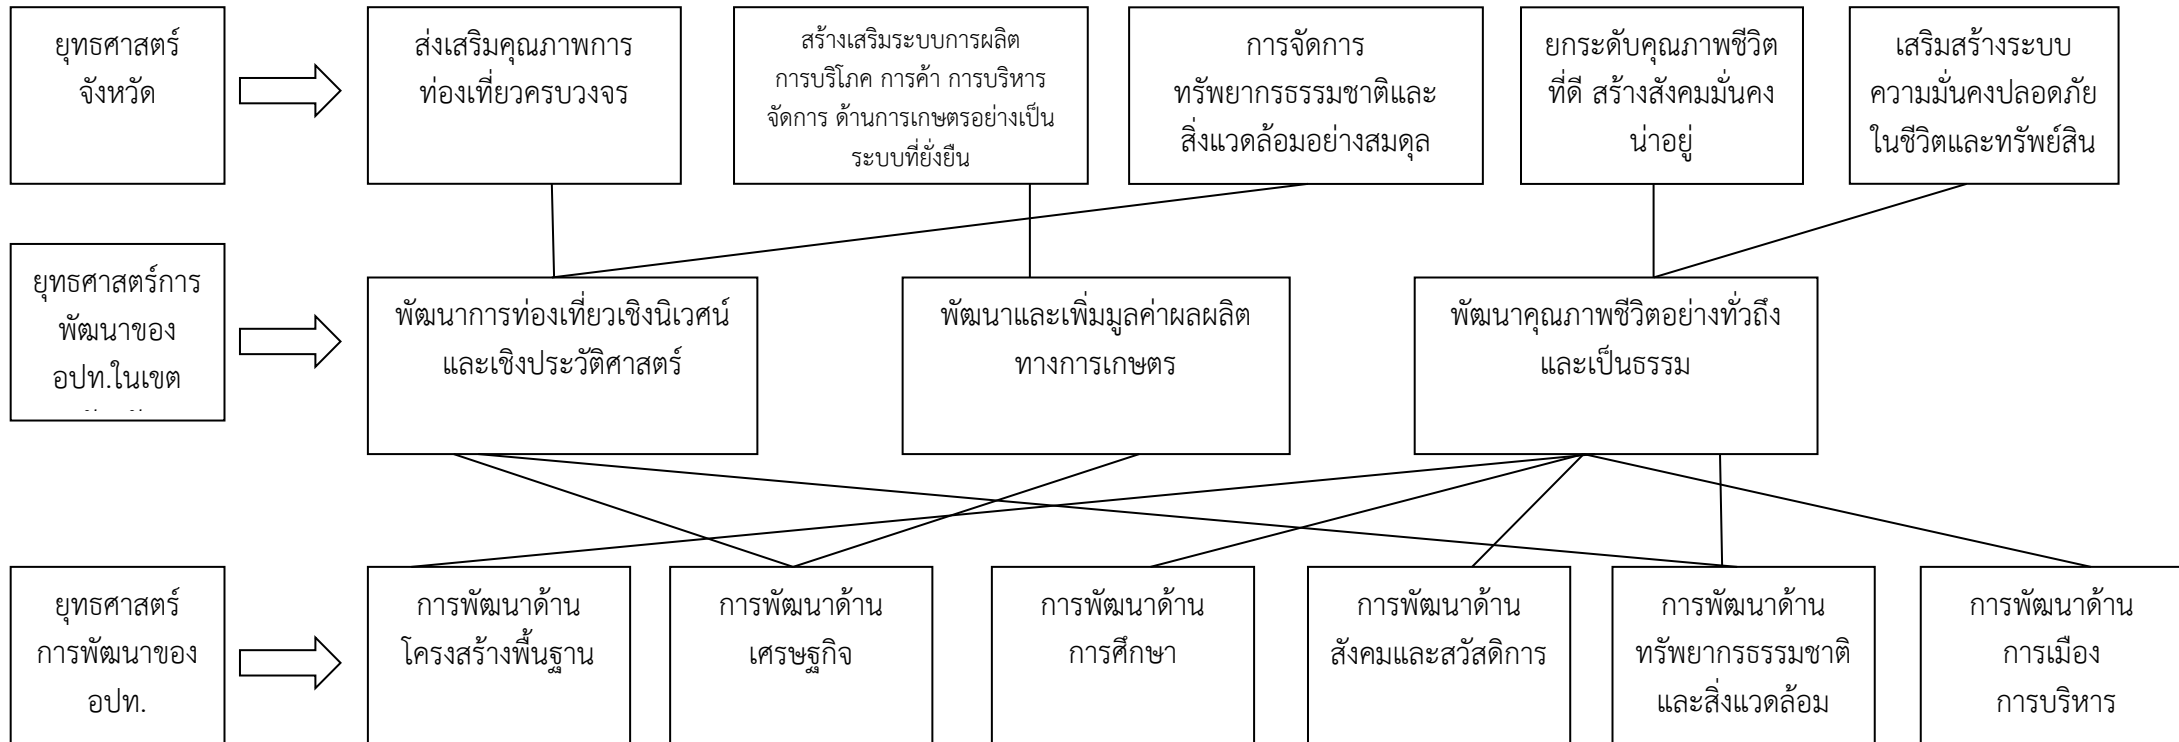 ยุทธศาสตร์
จังหวัด
ส่งเสริมคุณภาพการ
ท่องเที่ยวครบวงจร
สร้างเสริมระบบการผลิต
การบริโภค การค้า การบริหาร
จัดการ ด้านการเกษตรอย่างเป็น
ระบบที่ยั่งยืน
การจัดการ
ทรัพยากรธรรมชาติและ
สิ่งแวดล้อมอย่างสมดุล
ยกระดับคุณภาพชีวิต
ที่ดี สร้างสังคมมั่นคง
น่าอยู่
เสริมสร้างระบบ
ความมั่นคงปลอดภัย
ในชีวิตและทรัพย์สิน
ยุทธศาสตร์การ
พัฒนาของ
อปท.ในเขต
พัฒนาการท่องเที่ยวเชิงนิเวศน์
และเชิงประวัติศาสตร์
พัฒนาและเพิ่มมูลค่าผลผลิต
ทางการเกษตร
พัฒนาคุณภาพชีวิตอย่างทั่วถึง
และเป็นธรรม
ยุทธศาสตร์
การพัฒนาของ
อปท.
การพัฒนาด้าน
โครงสร้างพื้นฐาน
การพัฒนาด้าน
เศรษฐกิจ
การพัฒนาด้าน
การศึกษา
การพัฒนาด้าน
สังคมและสวัสดิการ
การพัฒนาด้าน
ทรัพยากรธรรมชาติ
และสิ่งแวดล้อม
การพัฒนาด้าน
การเมือง
การบริหาร